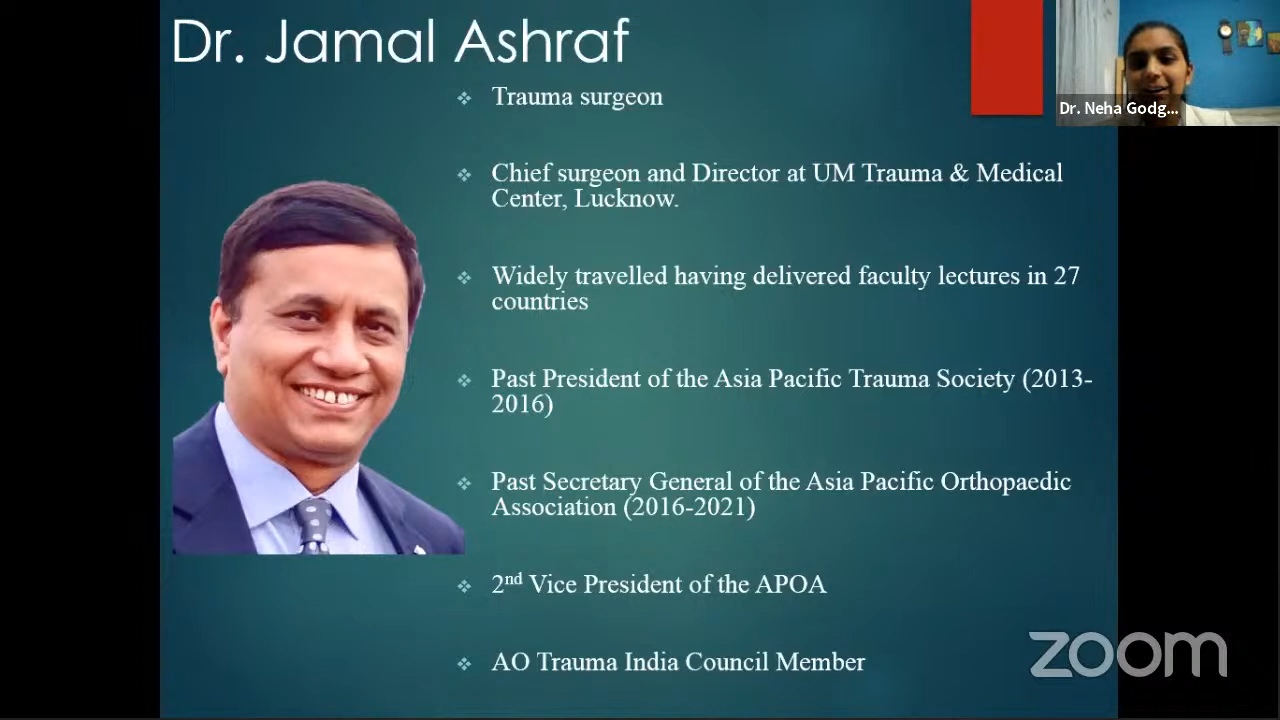 Dr. Jamal Ashraf
Trauma surgeon
Chief surgeon and Director at UM Trauma & Medical
Center, Lucknow.
Widely travelled having delivered faculty lectures in 27
countries
Past President of the Asia Pacific Trauma Society (2013-
2016)
Past Secretary General of the Asia Pacific Orthopaedic
Association (2016-2021)
2nd Vice President of the APOA
AO Trauma India Council Member
Dr. Neha Godg...
zoom